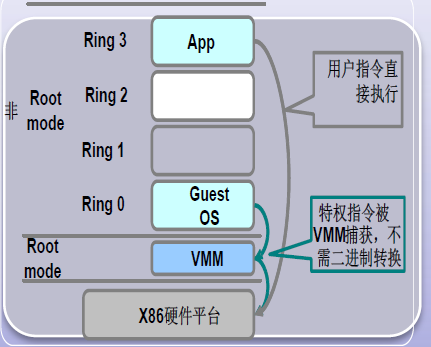 Ring 3
App
用户指令直
接执行
非
Root
mode
Ring 2
Ring 1
Ring 0
Guest
OS
特权指令被
VMM捕获，不
需二进制转换
Root
mode
VMM
X86硬件平台